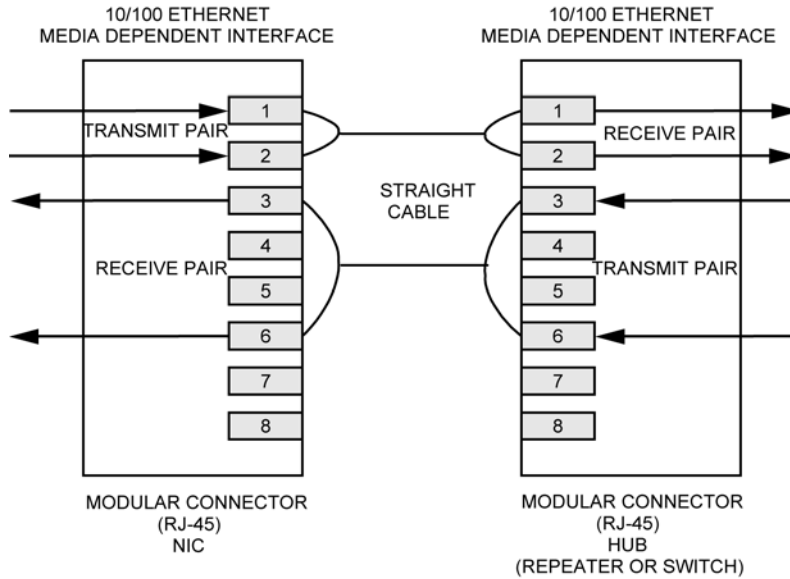 10/100 ETHERNET
MEDIA DEPENDENT INTERFACE
1
TRANSMIT PAIR
2
3
4
RECEIVE PAIR
5
6
7
8
MODULAR CONNECTOR
(RJ-45)
NIC
STRAIGHT
CABLE
10/100 ETHERNET
MEDIA DEPENDENT INTERFACE
1
RECEIVE PAIR
2
3
4
TRANSMIT PAIR
5
6
7
8
MODULAR CONNECTOR
(RJ-45)
HUB
(REPEATER OR SWITCH)